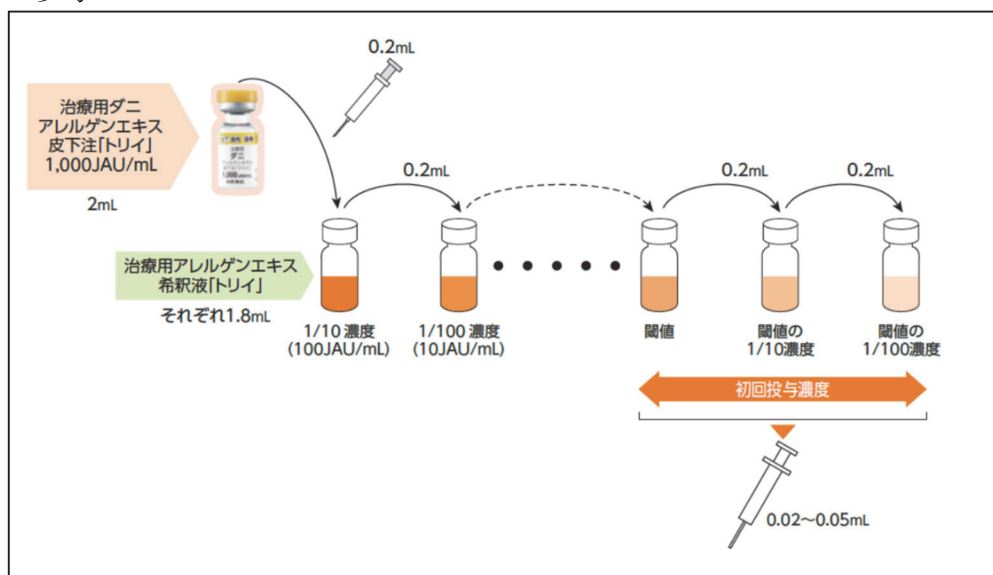 0.2mL
治療用ダニ
アレルゲンエキス
皮下注「トリイ」
1,000JAU/mL
2mL
ダニ
0.2mL
0.2mL
0.2mL
治療用アレルゲンエキス
希釈液「トリイ」
それぞれ1.8mL
1/10 濃度
(100JAU/mL)
1/100 濃度
(10JAU/mL)
閾値
閾値の
1/10濃度
閾値の
1/100濃度
初回投与濃度
0.02〜0.05mL